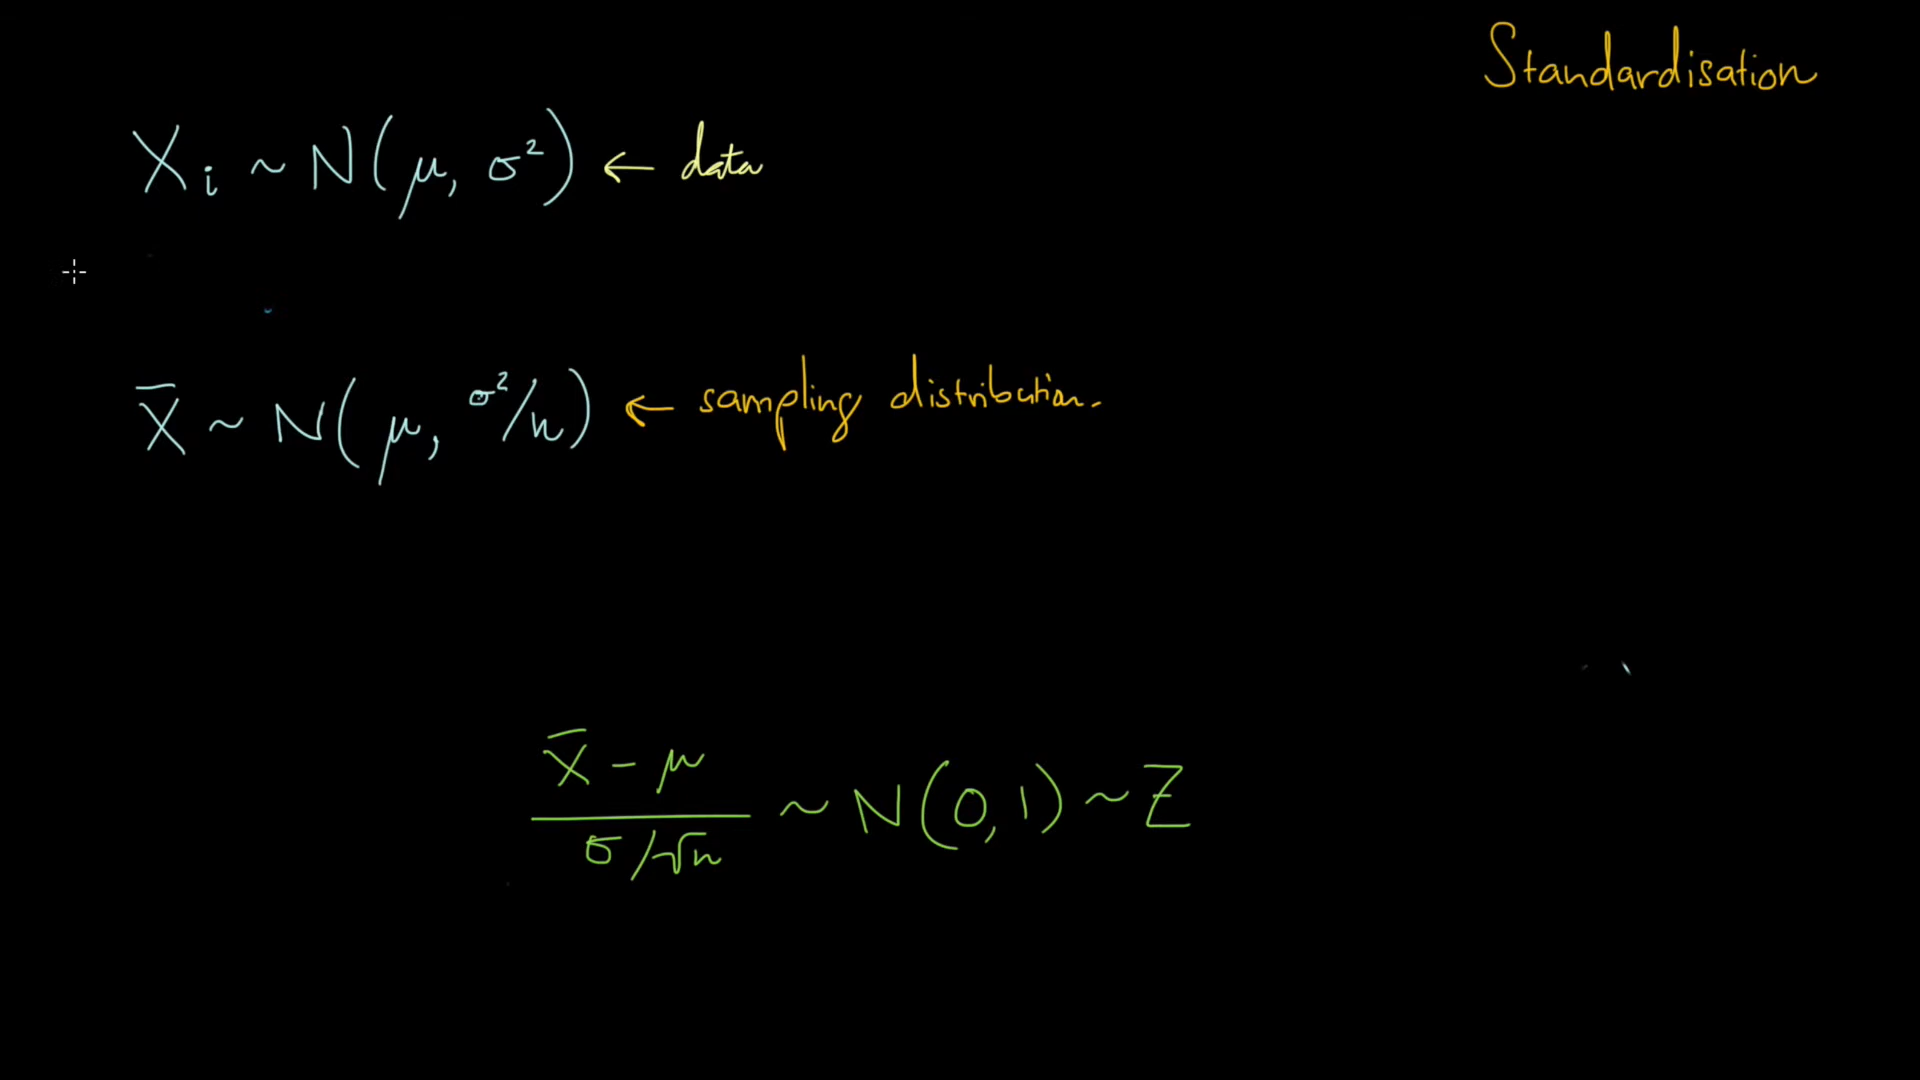 Standardisation
Xᵢ ~ N(μ, σ²) ← data
X̄ ~ N(μ, σ²/n) ← sampling distribution.
X̄ - μ
σ/√n
~ N(0,1) ~ Z